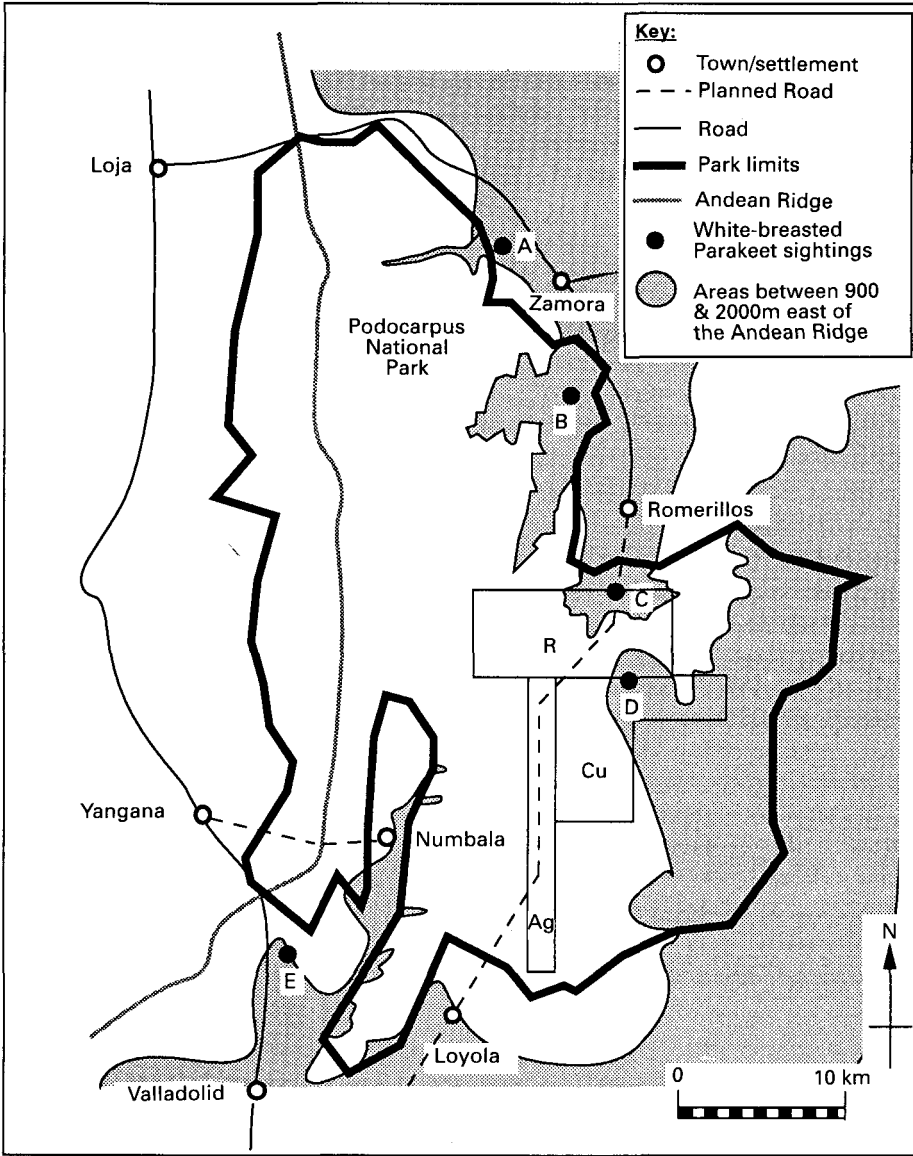 Key:
Town/settlement
Planned Road
Road
Park limits
Andean Ridge
White-breasted
Parakeet sightings
Areas between 900
& 2000m east of
the Andean Ridge
Loja
A
Zamora
Podocarpus
National
Park
B
Romerillos
C
R
D
Cu
Yangana
Numbala
Ag
N
E
Loyola
Valladolid
0 10 km